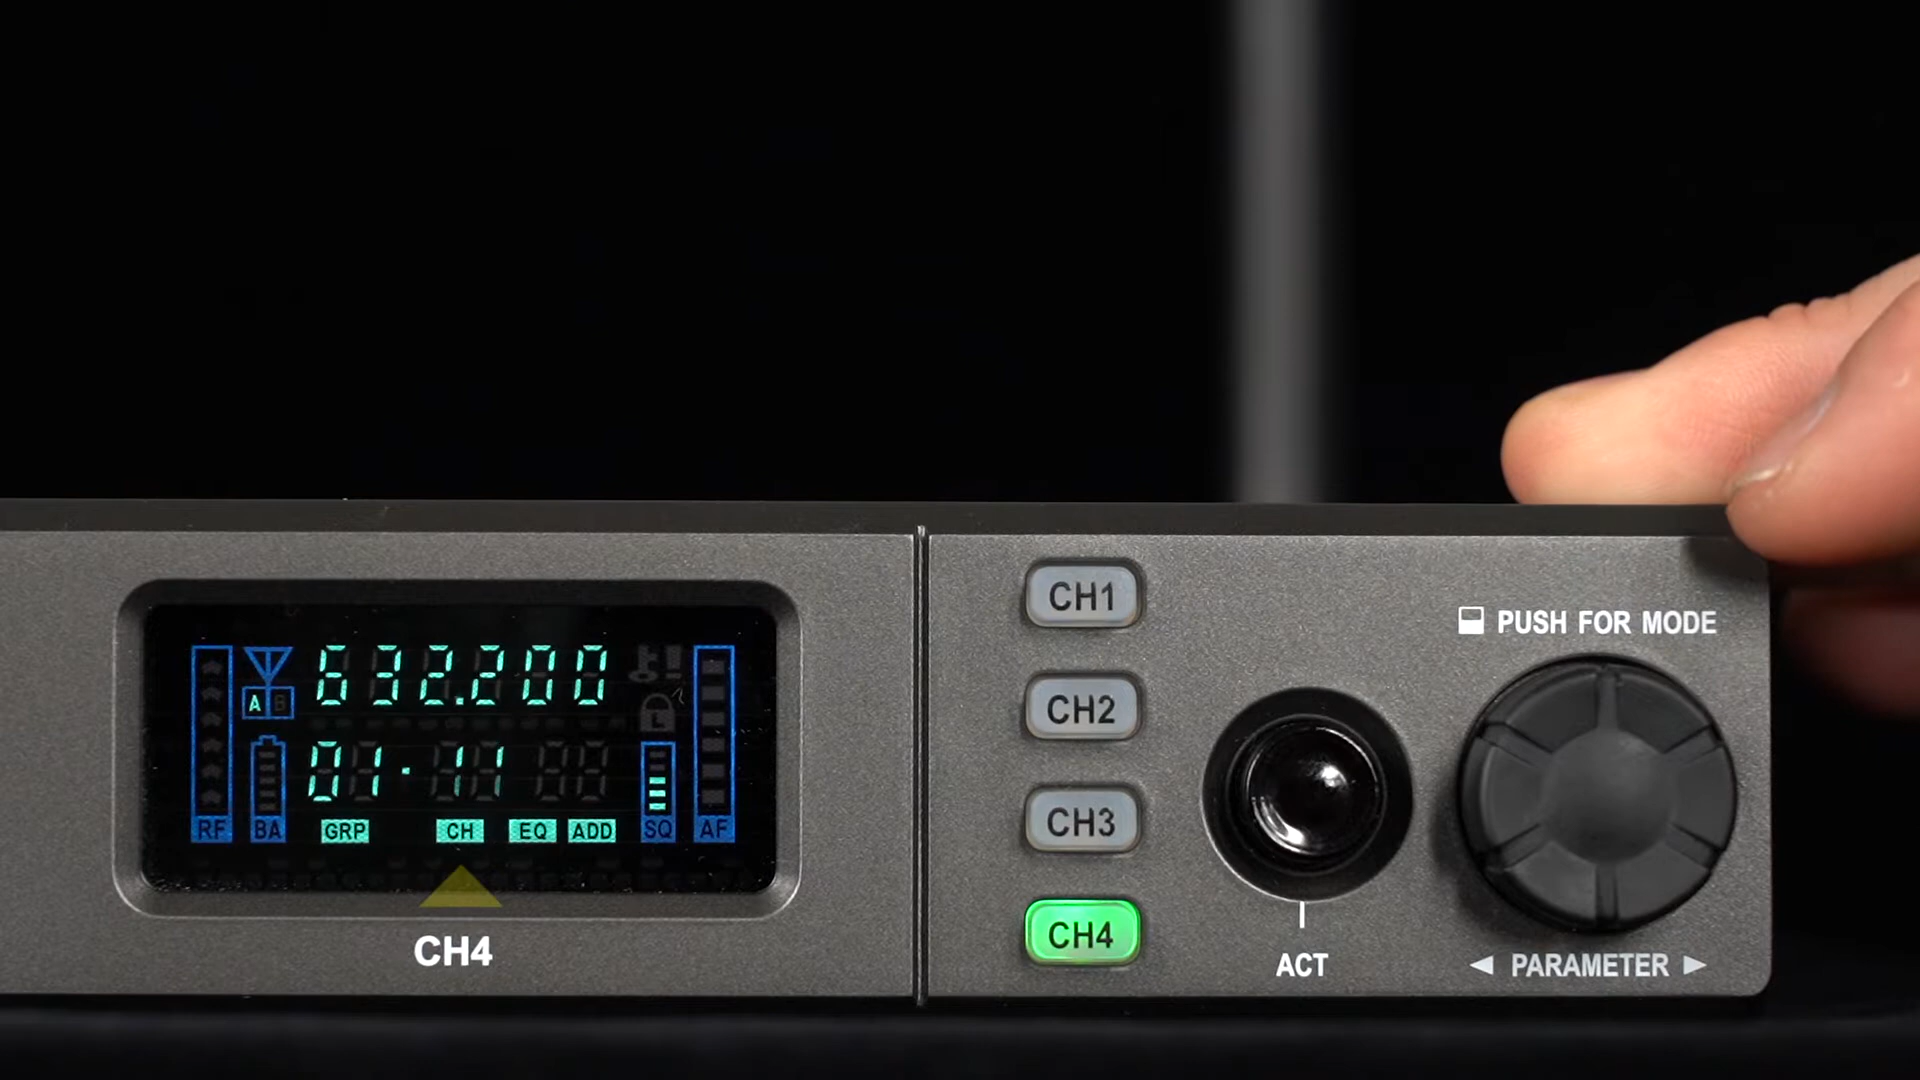 632.200
A B
01·11
RF BA GRP CH EQ ADD SQ AF
CH4
CH1
CH2
CH3
CH4
ACT
PUSH FOR MODE
◀ PARAMETER ▶